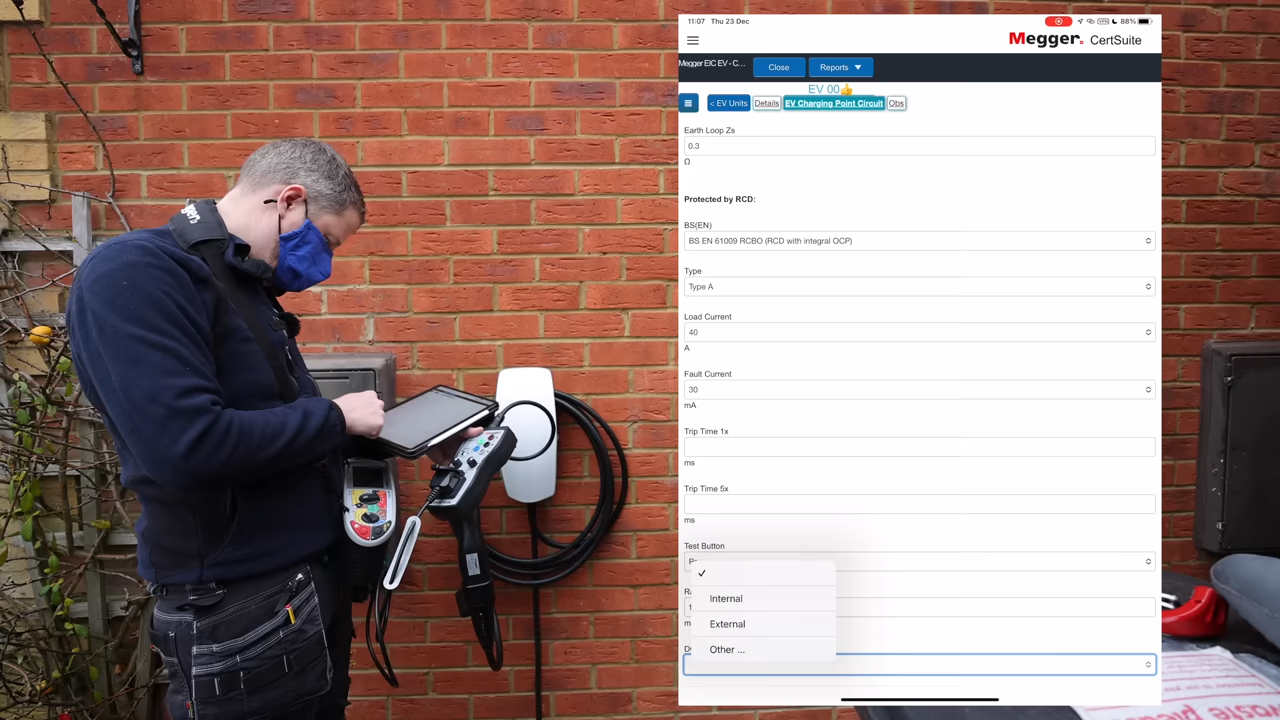 11:07 Thu 23 Dec
88%
Megger. CertSuite
Megger EIC EV - C...
Close
Reports
EV 00👍
< EV Units
Details
EV Charging Point Circuit
Obs
Earth Loop Zs
0.3
Ω
Protected by RCD:
BS(EN)
BS EN 61009 RCBO (RCD with integral OCP)
Type
Type A
Load Current
40
A
Fault Current
30
mA
Trip Time 1x
ms
Trip Time 5x
ms
Test Button
Internal
External
Other ...